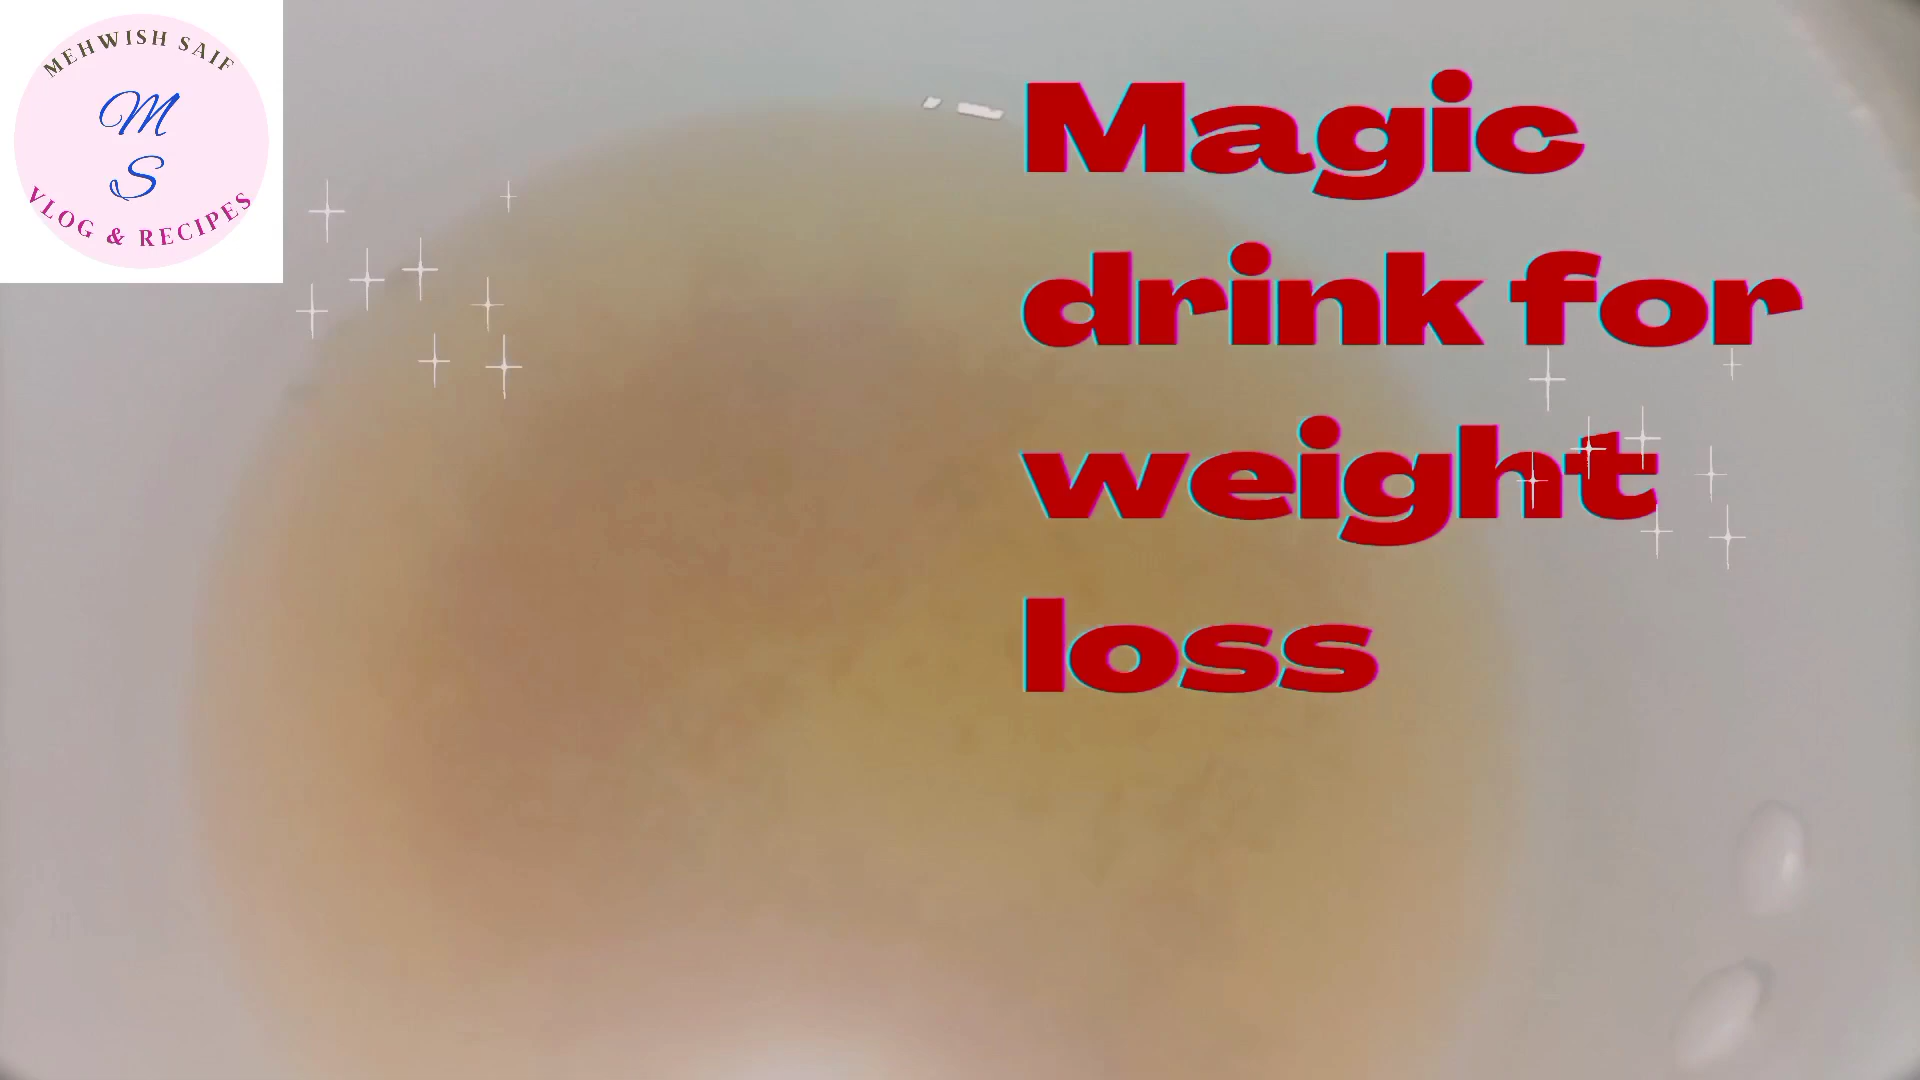 MEHWISH SAIF
M
S
VLOG & RECIPES
Magic
drink for
weight
loss